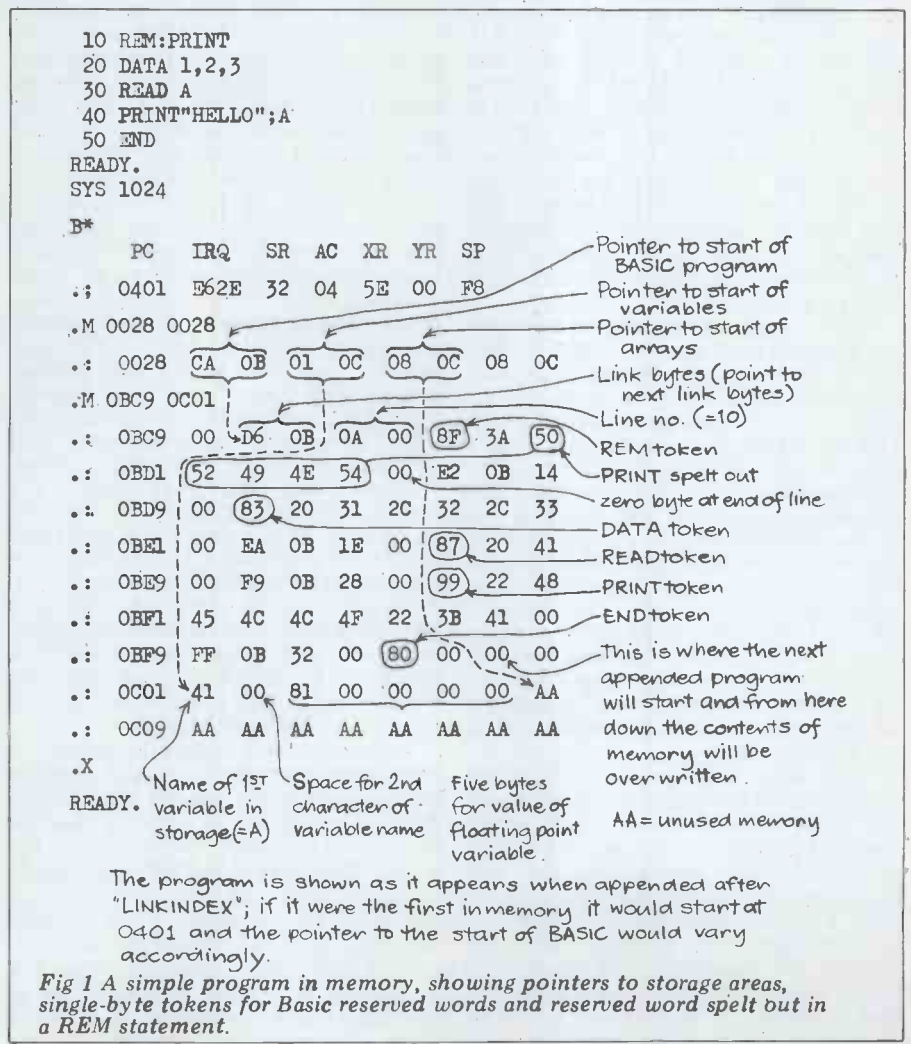 10 REM:PRINT
20 DATA 1,2,3
30 READ A
40 PRINT"HELLO";A
50 END
READY.
SYS 1024
B*
PC IRQ SR AC XR YR SP
.; 0401 E62E 32 04 5E 00 F8
.M 0028 0028
.: 0028 CA 0B 01 0C 08 0C 08 0C
.M 0BC9 0C01
.: 0BC9 00 D6 0B 0A 00 8F 3A 50
.: 0BD1 52 49 4E 54 00 E2 0B 14
.: 0BD9 00 83 20 31 2C 32 2C 33
.: 0BE1 00 EA 0B 1E 00 87 20 41
.: 0BE9 00 F9 0B 28 00 99 22 48
.: 0BF1 45 4C 4C 4F 22 3B 41 00
.: 0BF9 FF 0B 32 00 80 00 00 00
.: 0C01 41 00 81 00 00 00 00 AA
.: 0C09 AA AA AA AA AA AA AA AA
.X
READY.
Pointer to start of
BASIC program
Pointer to start of
variables
Pointer to start of
arrays
Link bytes (point to
next link bytes)
Line no. (=10)
REM token
PRINT spelt out
zero byte at end of line
DATA token
READ token
PRINT token
END token
This is where the next
appended program
will start and from here
down the contents of
memory will be
over written.
Name of 1ST
variable in
storage (=A)
Space for 2nd
character of
variable name
Five bytes
for value of
floating point
variable.
AA = unused memory
The program is shown as it appears when appended after
"LINKINDEX"; if it were the first in memory it would start at
0401 and the pointer to the start of BASIC would vary
accordingly.
Fig 1 A simple program in memory, showing pointers to storage areas,
single-byte tokens for Basic reserved words and reserved word spelt out in
a REM statement.